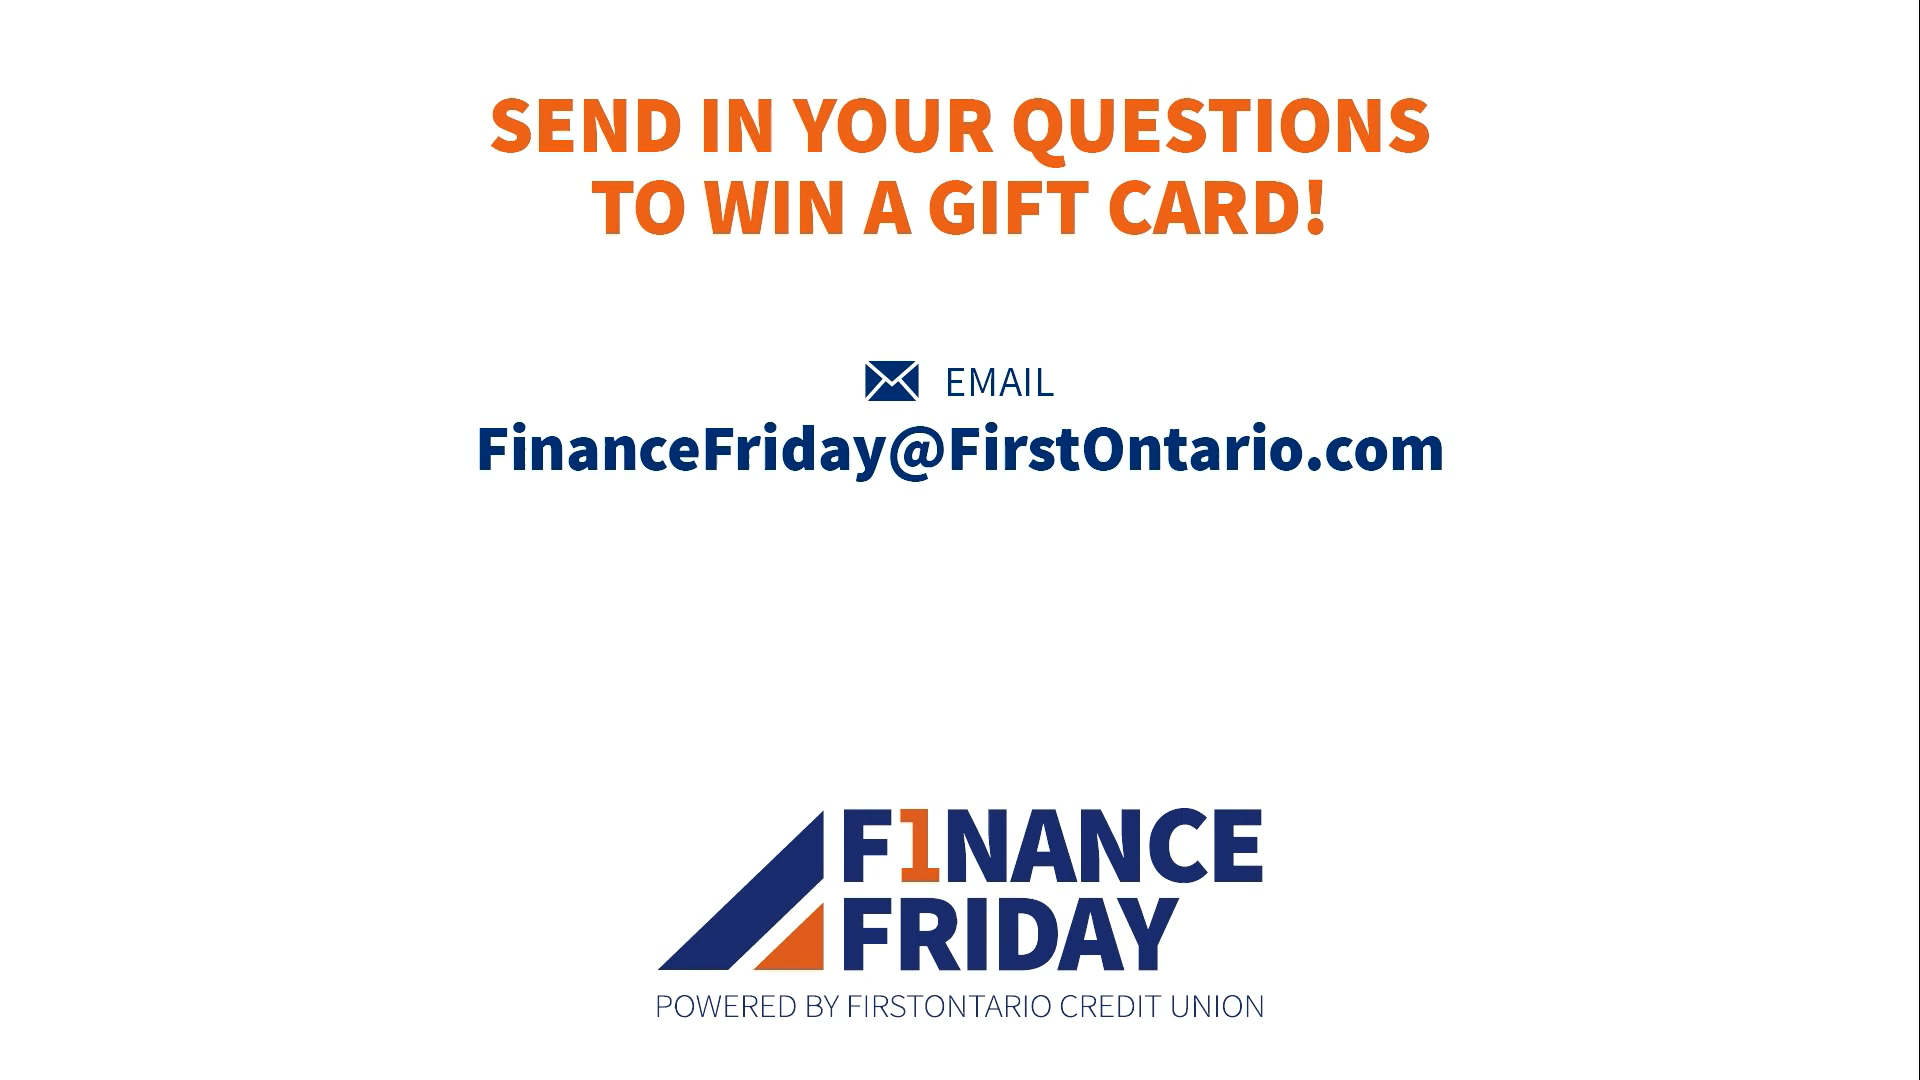 SEND IN YOUR QUESTIONS
TO WIN A GIFT CARD!
EMAIL
FinanceFriday@FirstOntario.com
F1NANCE
FRIDAY
POWERED BY FIRSTONTARIO CREDIT UNION